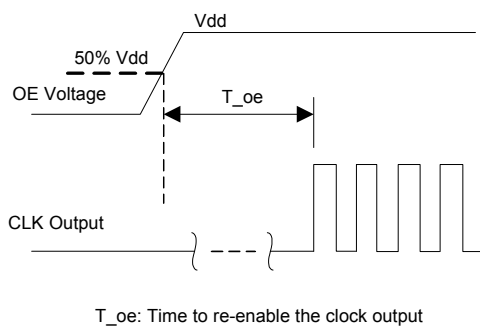 Vdd
50% Vdd
OE Voltage
T_oe
CLK Output
T_oe: Time to re-enable the clock output